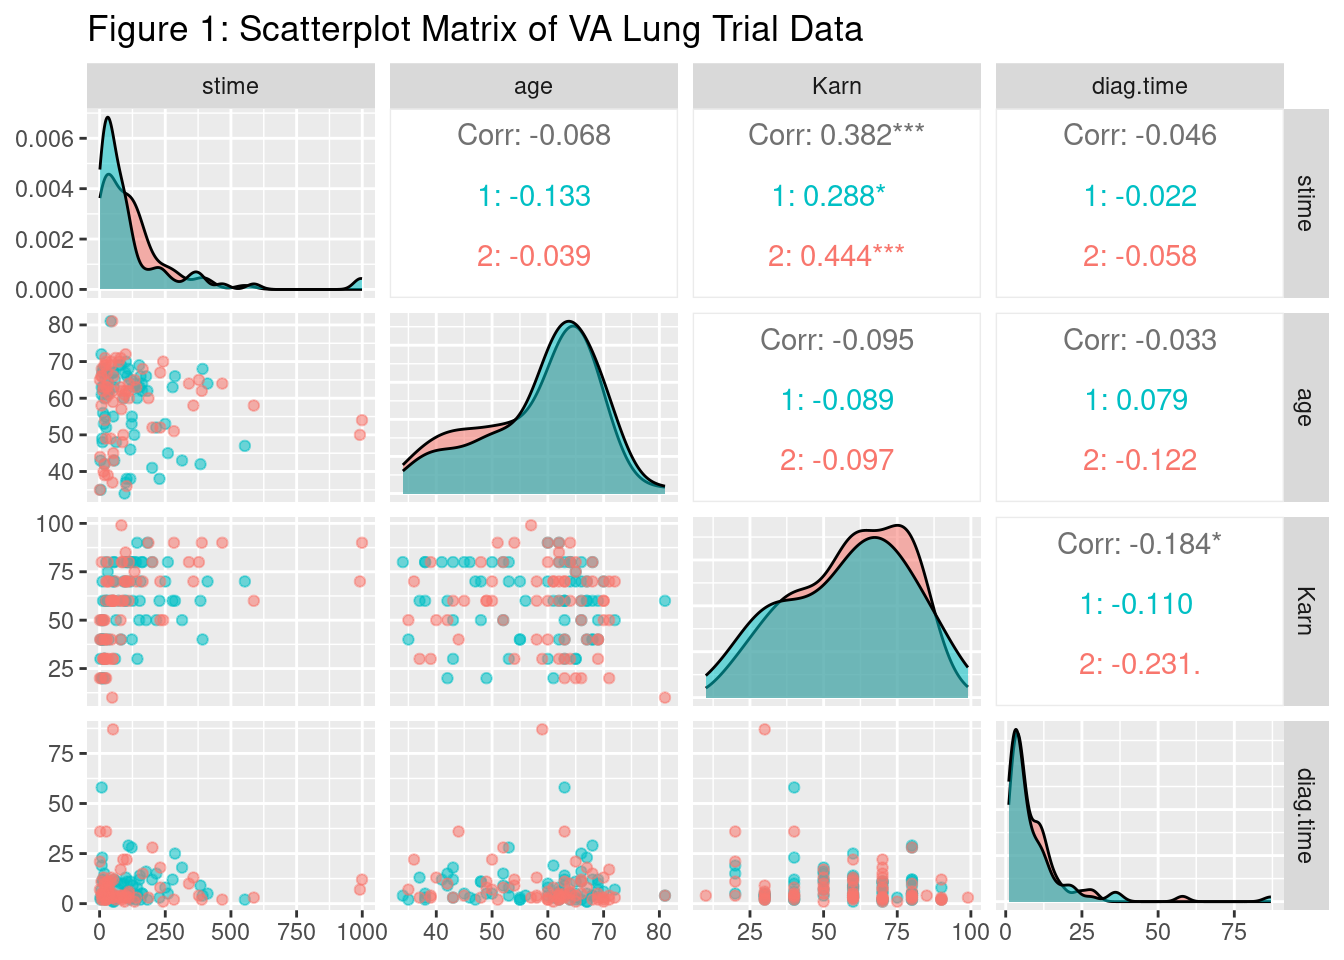 Figure 1: Scatterplot Matrix of VA Lung Trial Data
stime
age
Karn
diag.time
0.006
0.004
0.002
0.000
Corr: -0.068
1: -0.133
2: -0.039
Corr: 0.382***
1: 0.288*
2: 0.444***
Corr: -0.046
1: -0.022
2: -0.058
stime
80
70
60
50
40
Corr: -0.095
1: -0.089
2: -0.097
Corr: -0.033
1: 0.079
2: -0.122
age
100
75
50
25
Corr: -0.184*
1: -0.110
2: -0.231.
Karn
75
50
25
0
diag.time
0 250 500 750 1000
40 50 60 70 80
25 50 75 100
0 25 50 75